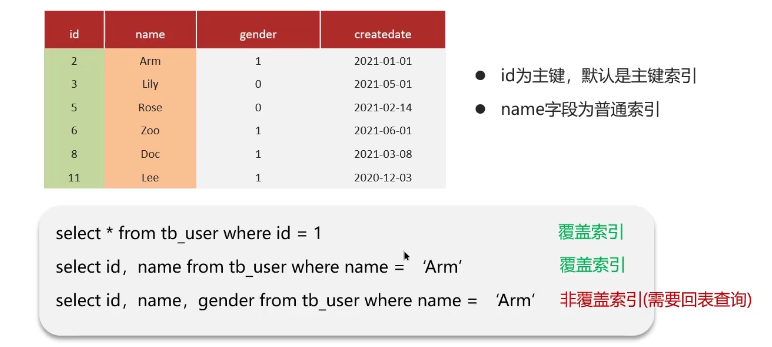 id name gender createdate
2 Arm 1 2021-01-01
3 Lily 0 2021-05-01
5 Rose 0 2021-02-14
6 Zoo 1 2021-06-01
8 Doc 1 2021-03-08
11 Lee 1 2020-12-03
● id为主键，默认是主键索引
● name字段为普通索引
select * from tb_user where id = 1 覆盖索引
select id，name from tb_user where name = ‘Arm’ 覆盖索引
select id，name，gender from tb_user where name = ‘Arm’ 非覆盖索引(需要回表查询)